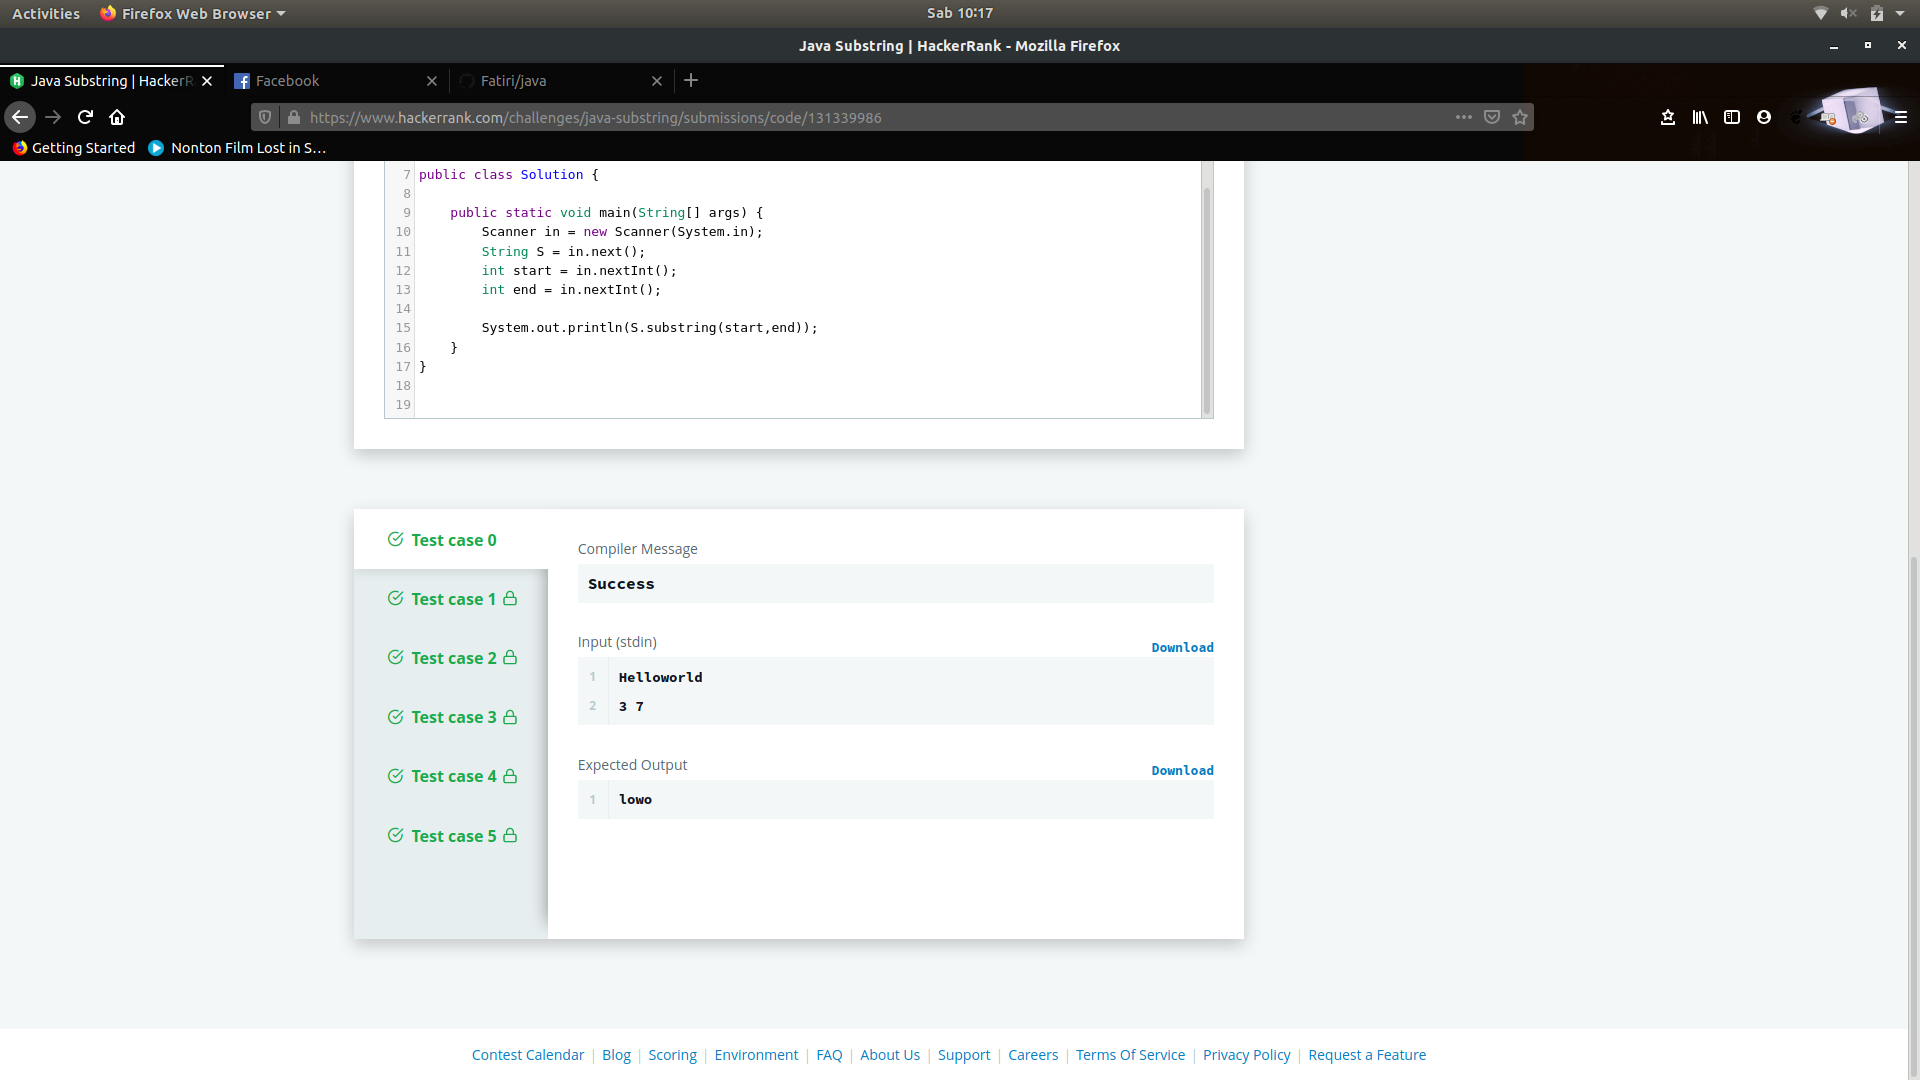 Activities Firefox Web Browser Sab 10:17
Java Substring | HackerRank - Mozilla Firefox
Java Substring | HackerR Facebook Fatiri/java
https://www.hackerrank.com/challenges/java-substring/submissions/code/131339986
Getting Started Nonton Film Lost in S…
7 public class Solution {
8
9 public static void main(String[] args) {
10 Scanner in = new Scanner(System.in);
11 String S = in.next();
12 int start = in.nextInt();
13 int end = in.nextInt();
14
15 System.out.println(S.substring(start,end));
16 }
17 }
18
19
Test case 0
Test case 1
Test case 2
Test case 3
Test case 4
Test case 5
Compiler Message
Success
Input (stdin) Download
1 Helloworld
2 3 7
Expected Output Download
1 lowo
Contest Calendar | Blog | Scoring | Environment | FAQ | About Us | Support | Careers | Terms Of Service | Privacy Policy | Request a Feature